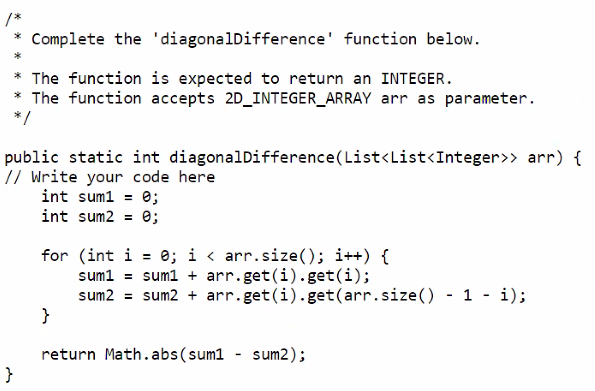 /*
 * Complete the 'diagonalDifference' function below.
 *
 * The function is expected to return an INTEGER.
 * The function accepts 2D_INTEGER_ARRAY arr as parameter.
 */

public static int diagonalDifference(List<List<Integer>> arr) {
// Write your code here
    int sum1 = 0;
    int sum2 = 0;

    for (int i = 0; i < arr.size(); i++) {
        sum1 = sum1 + arr.get(i).get(i);
        sum2 = sum2 + arr.get(i).get(arr.size() - 1 - i);
    }

    return Math.abs(sum1 - sum2);
}